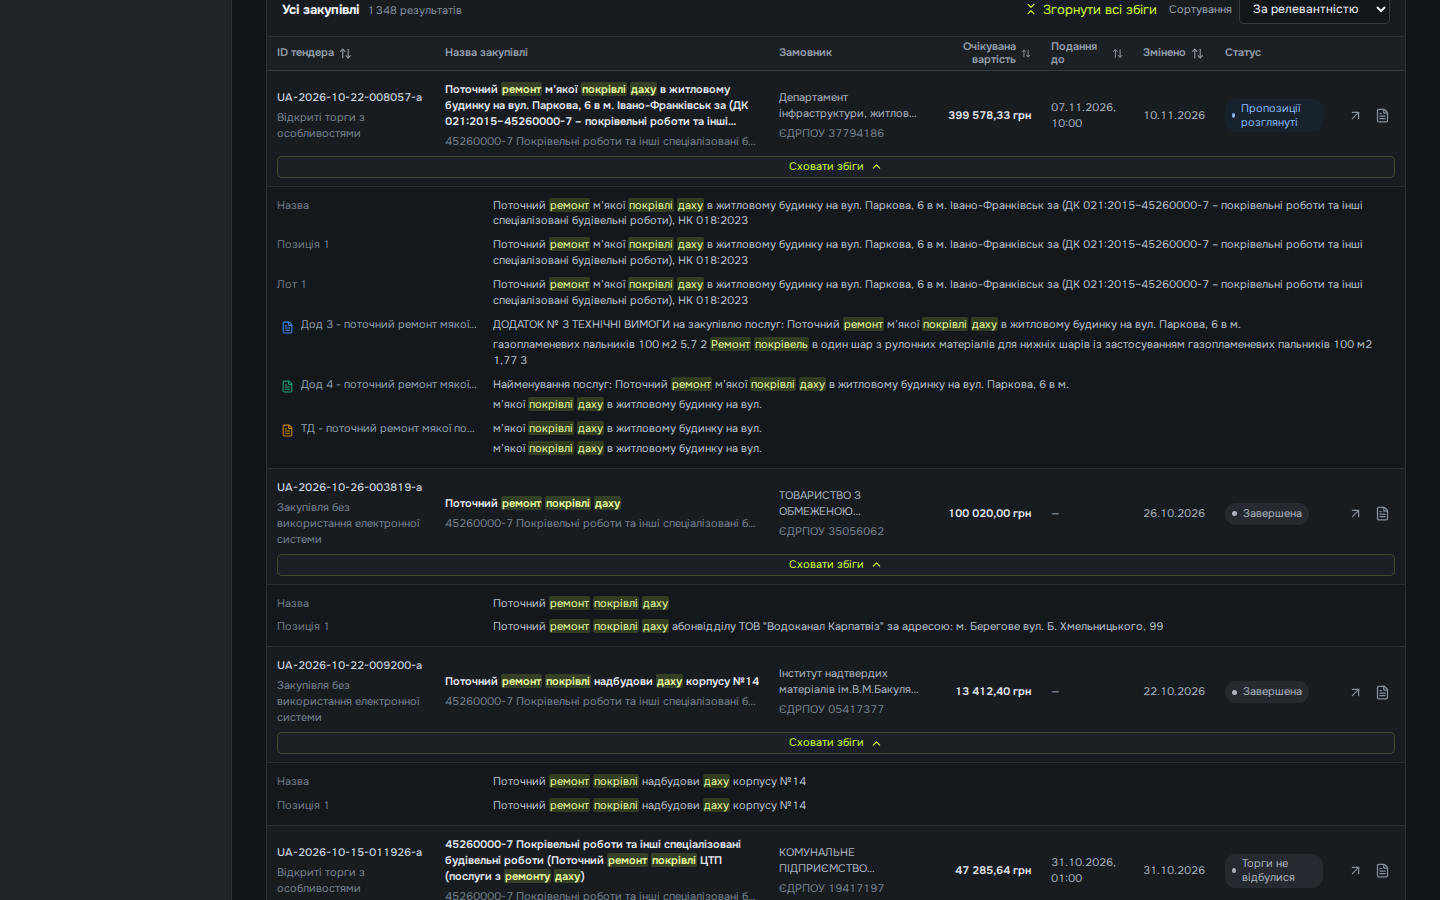 Усі закупівлі 1 348 результатів Згорнути всі збіги Сортування За релевантністю
ID тендера Назва закупівлі Замовник Очікувана вартість Подання до Змінено Статус
UA-2026-10-22-008057-a
Відкриті торги з
особливостями
Поточний ремонт м’якої покрівлі даху в житловому
будинку на вул. Паркова, 6 в м. Івано-Франківськ за (ДК
021:2015–45260000-7 – покрівельні роботи та інші...
45260000-7 Покрівельні роботи та інші спеціалізовані б...
Департамент
інфраструктури, житлов...
ЄДРПОУ 37794186
399 578,33 грн
07.11.2026,
10:00
10.11.2026
Пропозиції
розглянуті
Сховати збіги
Назва
Поточний ремонт м’якої покрівлі даху в житловому будинку на вул. Паркова, 6 в м. Івано-Франківськ за (ДК 021:2015–45260000-7 – покрівельні роботи та інші
спеціалізовані будівельні роботи), НК 018:2023
Позиція 1
Поточний ремонт м’якої покрівлі даху в житловому будинку на вул. Паркова, 6 в м. Івано-Франківськ за (ДК 021:2015–45260000-7 – покрівельні роботи та інші
спеціалізовані будівельні роботи), НК 018:2023
Лот 1
Поточний ремонт м’якої покрівлі даху в житловому будинку на вул. Паркова, 6 в м. Івано-Франківськ за (ДК 021:2015–45260000-7 – покрівельні роботи та інші
спеціалізовані будівельні роботи), НК 018:2023
Дод 3 - поточний ремонт мякої...
ДОДАТОК № 3 ТЕХНІЧНІ ВИМОГИ на закупівлю послуг: Поточний ремонт м’якої покрівлі даху в житловому будинку на вул. Паркова, 6 в м.
газопламеневих пальників 100 м2 5,7 2 Ремонт покрівель в один шар з рулонних матеріалів для нижніх шарів із застосуванням газопламеневих пальників 100 м2
1,77 3
Дод 4 - поточний ремонт мякої...
Найменування послуг: Поточний ремонт м’якої покрівлі даху в житловому будинку на вул. Паркова, 6 в м.
м’якої покрівлі даху в житловому будинку на вул.
ТД - поточний ремонт мякої по...
м’якої покрівлі даху в житловому будинку на вул.
м’якої покрівлі даху в житловому будинку на вул.
UA-2026-10-26-003819-a
Закупівля без
використання електронної
системи
Поточний ремонт покрівлі даху
45260000-7 Покрівельні роботи та інші спеціалізовані б...
ТОВАРИСТВО З
ОБМЕЖЕНОЮ...
ЄДРПОУ 35056062
100 020,00 грн
–
26.10.2026
Завершена
Сховати збіги
Назва
Поточний ремонт покрівлі даху
Позиція 1
Поточний ремонт покрівлі даху абонвідділу ТОВ "Водоканал Карпатвіз" за адресою: м. Берегове вул. Б. Хмельницького, 99
UA-2026-10-22-009200-a
Закупівля без
використання електронної
системи
Поточний ремонт покрівлі надбудови даху корпусу №14
45260000-7 Покрівельні роботи та інші спеціалізовані б...
Інститут надтвердих
матеріалів ім.В.М.Бакуля...
ЄДРПОУ 05417377
13 412,40 грн
–
22.10.2026
Завершена
Сховати збіги
Назва
Поточний ремонт покрівлі надбудови даху корпусу №14
Позиція 1
Поточний ремонт покрівлі надбудови даху корпусу №14
UA-2026-10-15-011926-a
Відкриті торги з
особливостями
45260000-7 Покрівельні роботи та інші спеціалізовані
будівельні роботи (Поточний ремонт покрівлі ЦТП
(послуги з ремонту даху)
45260000-7 Покрівельні роботи та інші спеціалізовані б...
КОМУНАЛЬНЕ
ПІДПРИЄМСТВО...
ЄДРПОУ 19417197
47 285,64 грн
31.10.2026,
01:00
31.10.2026
Торги не
відбулися